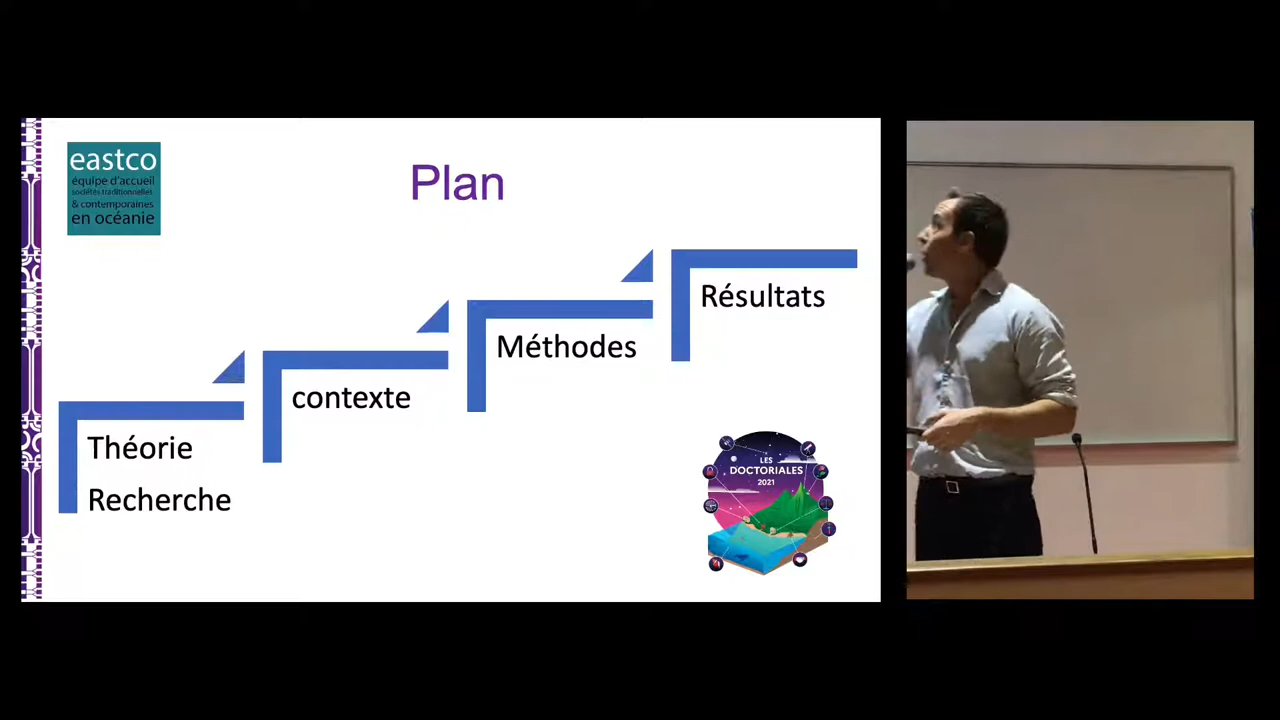 eastco
équipe d'accueil
sociétés traditionnelles
& contemporaines
en océanie
Plan
Théorie
Recherche
contexte
Méthodes
Résultats
LES
DOCTORIALES
2021